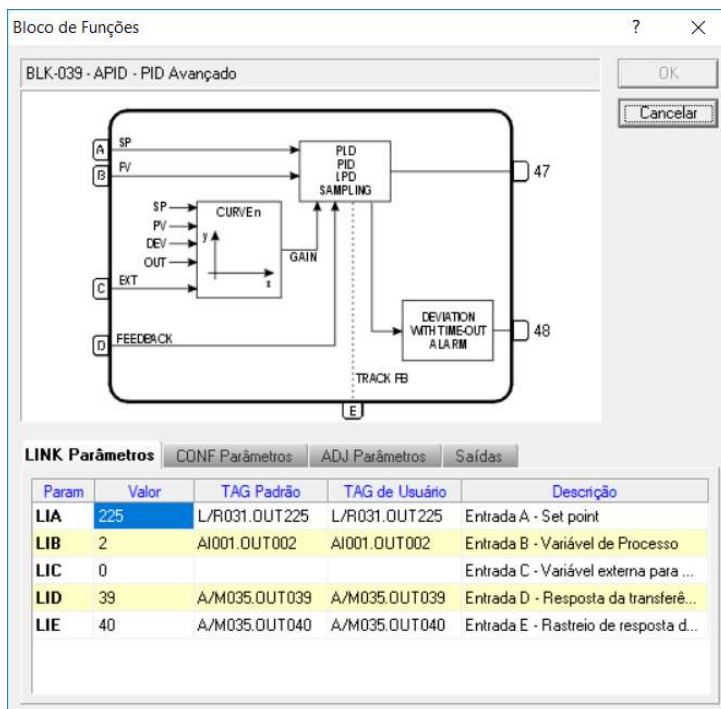 Bloco de Funções ? ×
BLK-039 - APID - PID Avançado
OK
Cancelar
A SP
B PV
PLD
PID
LPD
SAMPLING
47
SP
PV
DEV
OUT
CURVEn
y
x
GAIN
C EXT
D FEEDBACK
DEVIATION
WITH TIME-OUT
ALARM
48
TRACK FB
E
LINK Parâmetros CONF Parâmetros ADJ Parâmetros Saídas
Param Valor TAG Padrão TAG de Usuário Descrição
LIA 225 L/R031.OUT225 L/R031.OUT225 Entrada A - Set point
LIB 2 AI001.OUT002 AI001.OUT002 Entrada B - Variável de Processo
LIC 0 Entrada C - Variável externa para ...
LID 39 A/M035.OUT039 A/M035.OUT039 Entrada D - Resposta da transferê...
LIE 40 A/M035.OUT040 A/M035.OUT040 Entrada E - Rastreio de resposta d...